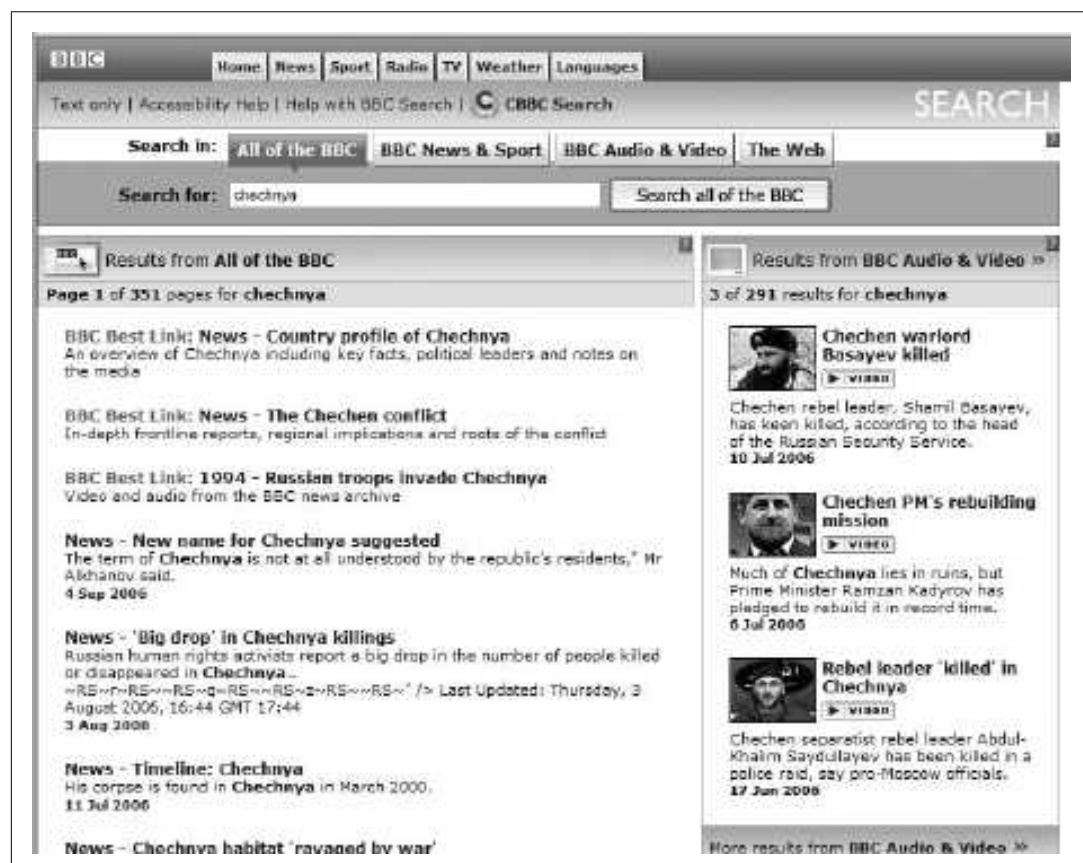 BBC
Home News Sport Radio TV Weather Languages
Text only | Accessibility Help | Help with BBC Search | CBBC Search
SEARCH
Search in: All of the BBC BBC News & Sport BBC Audio & Video The Web
?
Search for: chechnya Search all of the BBC
Results from All of the BBC
?
Page 1 of 351 pages for chechnya
BBC Best Link: News - Country profile of Chechnya
An overview of Chechnya including key facts, political leaders and notes on
the media
BBC Best Link: News - The Chechen conflict
In-depth frontline reports, regional implications and roots of the conflict
BBC Best Link: 1994 - Russian troops invade Chechnya
Video and audio from the BBC news archive
News - New name for Chechnya suggested
The term of Chechnya is not at all understood by the republic's residents," Mr
Alkhanov said.
4 Sep 2006
News - 'Big drop' in Chechnya killings
Russian human rights activists report a big drop in the number of people killed
or disappeared in Chechnya...
~RS~r~RS~~RS~q~RS~~RS~z~RS~~RS~" /> Last Updated: Thursday, 3
August 2006, 16:44 GMT 17:44
3 Aug 2006
News - Timeline: Chechnya
His corpse is found in Chechnya in March 2000.
11 Jul 2006
News - Chechnya habitat 'ravaged by war'
Results from BBC Audio & Video »
?
3 of 291 results for chechnya
Chechen warlord
Basayev killed
VIDEO
Chechen rebel leader, Shamil Basayev,
has keen killed, according to the head
of the Russian Security Service.
10 Jul 2006
Chechen PM's rebuilding
mission
VIDEO
Much of Chechnya lies in ruins, but
Prime Minister Ramzan Kadyrov has
pledged to rebuild it in record time.
6 Jul 2006
Rebel leader 'killed' in
Chechnya
VIDEO
Chechen separatist rebel leader Abdul-
Khalim Saydullayev has been killed in a
police raid, say pro-Moscow officials.
17 Jun 2006
More results from BBC Audio & Video »